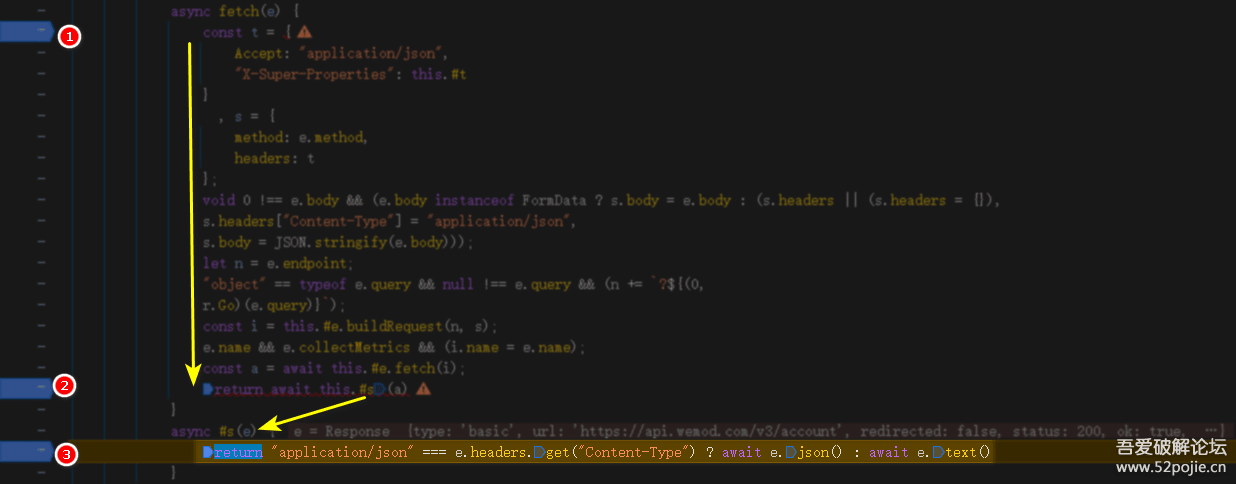 async fetch(e) {
① const t = {
Accept: "application/json",
"X-Super-Properties": this.#t
}
, s = {
method: e.method,
headers: t
};
void 0 !== e.body && (e.body instanceof FormData ? s.body = e.body : (s.headers || (s.headers = {}),
s.headers["Content-Type"] = "application/json",
s.body = JSON.stringify(e.body)));
let n = e.endpoint;
"object" == typeof e.query && null !== e.query && (n += `?${(0,
r.Go)(e.query)}`);
const i = this.#e.buildRequest(n, s);
e.name && e.collectMetrics && (i.name = e.name);
const a = await this.#e.fetch(i);
② return await this.#s(a)
}
async #s(e) { e = Response {type: 'basic', url: 'https://api.wemod.com/v3/account', redirected: false, status: 200, ok: true, …}
③ return "application/json" === e.headers.get("Content-Type") ? await e.json() : await e.text()
}
吾爱破解论坛
www.52pojie.cn